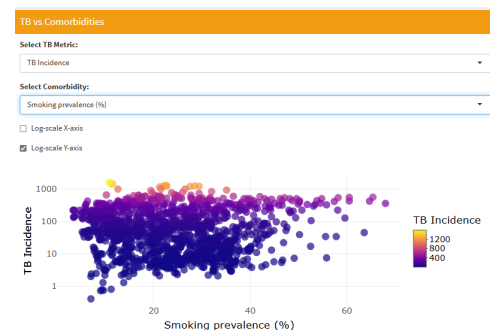 TB vs Comorbidities
Select TB Metric:
TB Incidence
Select Comorbidity:
Smoking prevalence (%)
Log-scale X-axis
Log-scale Y-axis
1000
100
10
1
TB Incidence
20
40
60
Smoking prevalence (%)
TB Incidence
1200
800
400